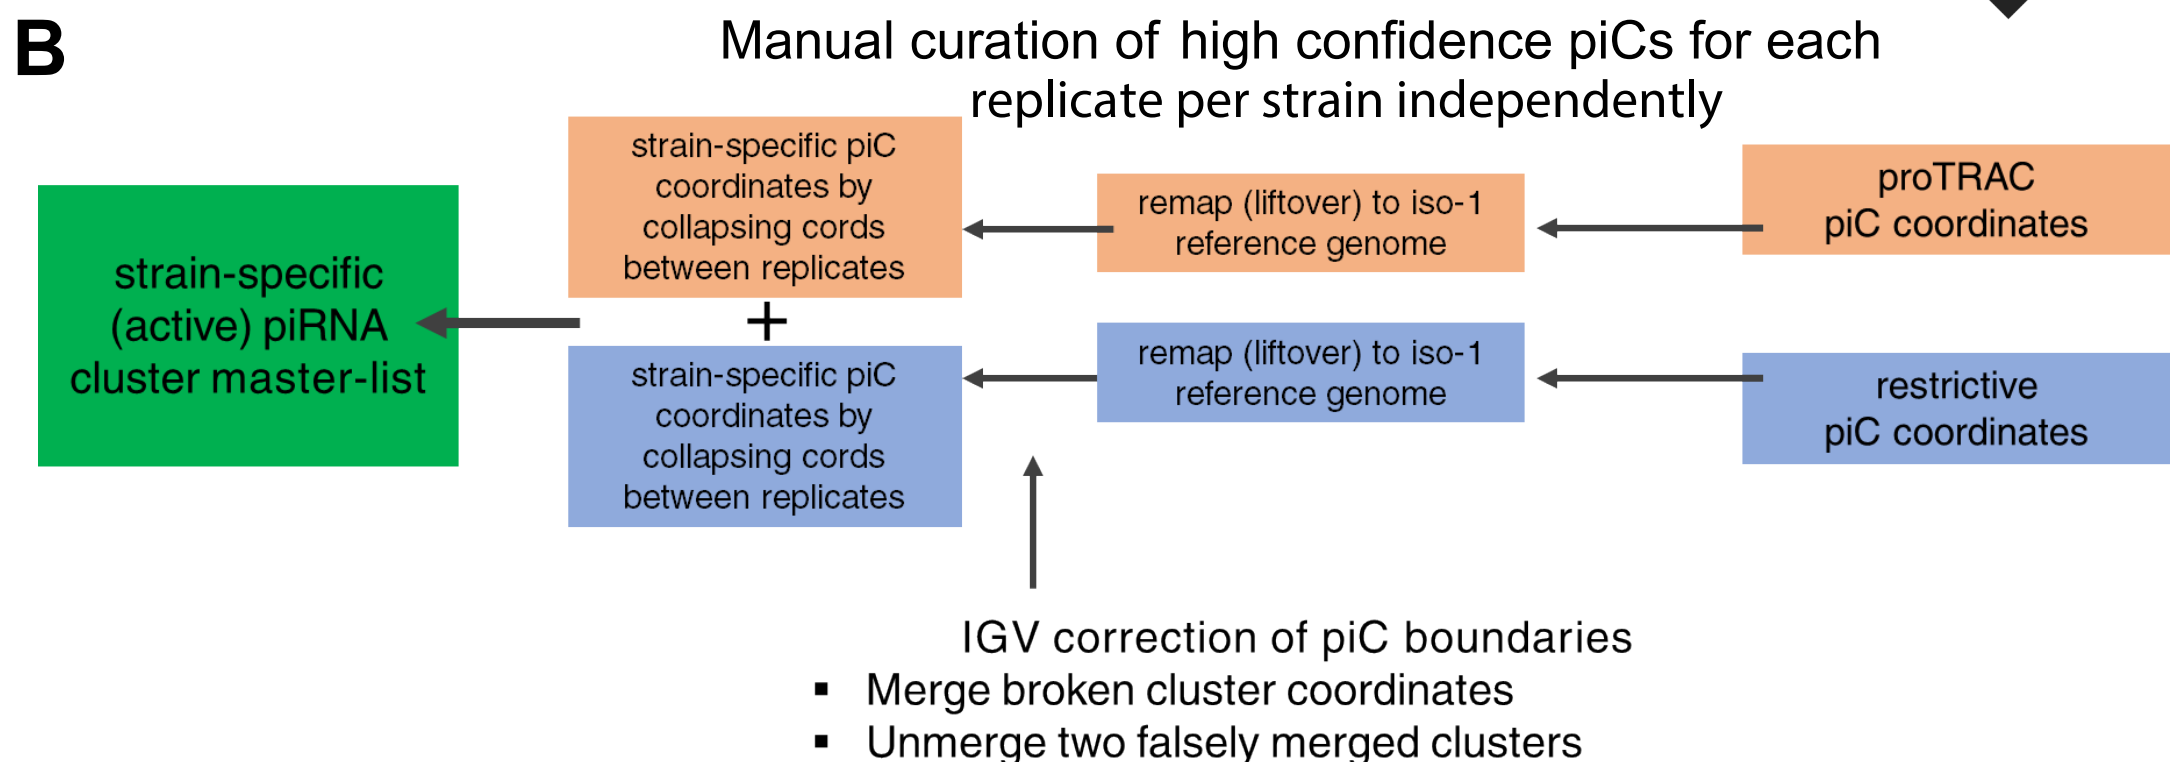 B
Manual curation of high confidence piCs for each
replicate per strain independently
strain-specific
(active) piRNA
cluster master-list
strain-specific piC
coordinates by
collapsing cords
between replicates
+
strain-specific piC
coordinates by
collapsing cords
between replicates
remap (liftover) to iso-1
reference genome
remap (liftover) to iso-1
reference genome
proTRAC
piC coordinates
restrictive
piC coordinates
IGV correction of piC boundaries
▪ Merge broken cluster coordinates
▪ Unmerge two falsely merged clusters